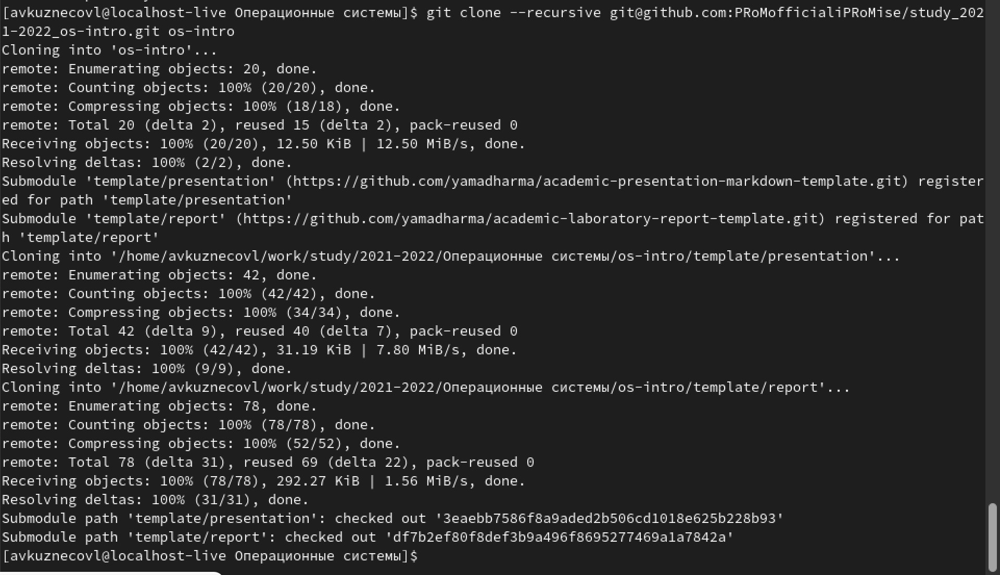 [avkuznecovl@localhost-live Операционные системы]$ git clone --recursive git@github.com:PRoMofficialiPRoMise/study_202
1-2022_os-intro.git os-intro
Cloning into 'os-intro'...
remote: Enumerating objects: 20, done.
remote: Counting objects: 100% (20/20), done.
remote: Compressing objects: 100% (18/18), done.
remote: Total 20 (delta 2), reused 15 (delta 2), pack-reused 0
Receiving objects: 100% (20/20), 12.50 KiB | 12.50 MiB/s, done.
Resolving deltas: 100% (2/2), done.
Submodule 'template/presentation' (https://github.com/yamadharma/academic-presentation-markdown-template.git) register
ed for path 'template/presentation'
Submodule 'template/report' (https://github.com/yamadharma/academic-laboratory-report-template.git) registered for pat
h 'template/report'
Cloning into '/home/avkuznecovl/work/study/2021-2022/Операционные системы/os-intro/template/presentation'...
remote: Enumerating objects: 42, done.
remote: Counting objects: 100% (42/42), done.
remote: Compressing objects: 100% (34/34), done.
remote: Total 42 (delta 9), reused 40 (delta 7), pack-reused 0
Receiving objects: 100% (42/42), 31.19 KiB | 7.80 MiB/s, done.
Resolving deltas: 100% (9/9), done.
Cloning into '/home/avkuznecovl/work/study/2021-2022/Операционные системы/os-intro/template/report'...
remote: Enumerating objects: 78, done.
remote: Counting objects: 100% (78/78), done.
remote: Compressing objects: 100% (52/52), done.
remote: Total 78 (delta 31), reused 69 (delta 22), pack-reused 0
Receiving objects: 100% (78/78), 292.27 KiB | 1.56 MiB/s, done.
Resolving deltas: 100% (31/31), done.
Submodule path 'template/presentation': checked out '3eaebb7586f8a9aded2b506cd1018e625b228b93'
Submodule path 'template/report': checked out 'df7b2ef80f8def3b9a496f8695277469a1a7842a'
[avkuznecovl@localhost-live Операционные системы]$